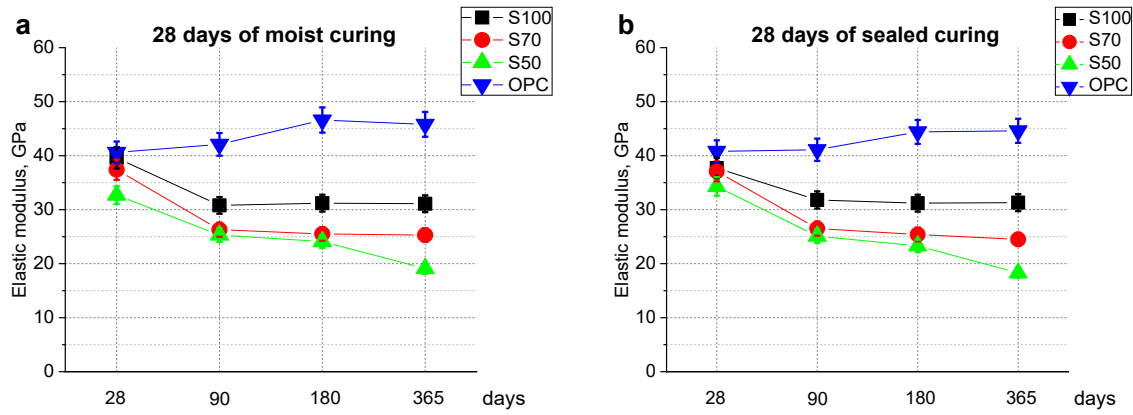 a
28 days of moist curing
S100
S70
S50
OPC
Elastic modulus, GPa
60
50
40
30
20
10
0
28 90 180 365 days
b
28 days of sealed curing
S100
S70
S50
OPC
Elastic modulus, GPa
60
50
40
30
20
10
0
28 90 180 365 days